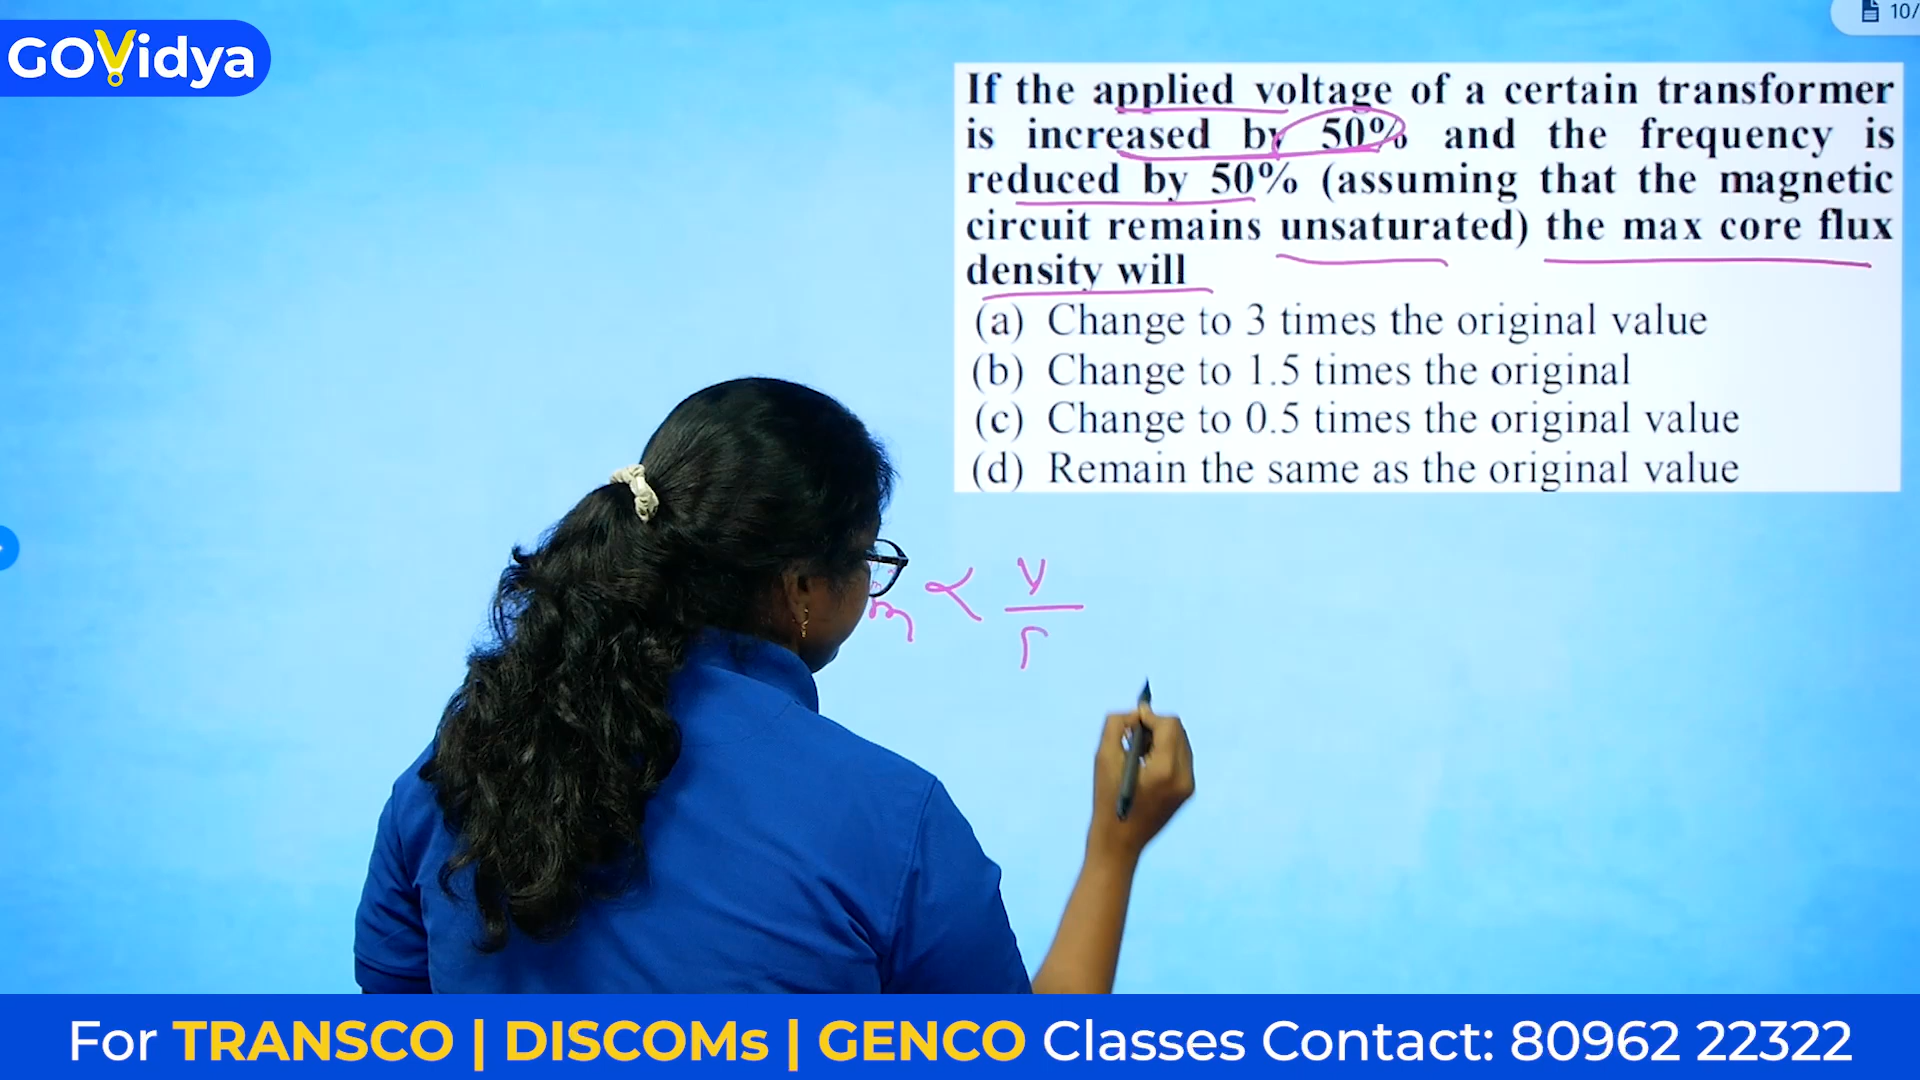 GOVidya
10/
If the applied voltage of a certain transformer
is increased by 50% and the frequency is
reduced by 50% (assuming that the magnetic
circuit remains unsaturated) the max core flux
density will
(a) Change to 3 times the original value
(b) Change to 1.5 times the original
(c) Change to 0.5 times the original value
(d) Remain the same as the original value
m ∝ V
f
For TRANSCO | DISCOMs | GENCO Classes Contact: 80962 22322